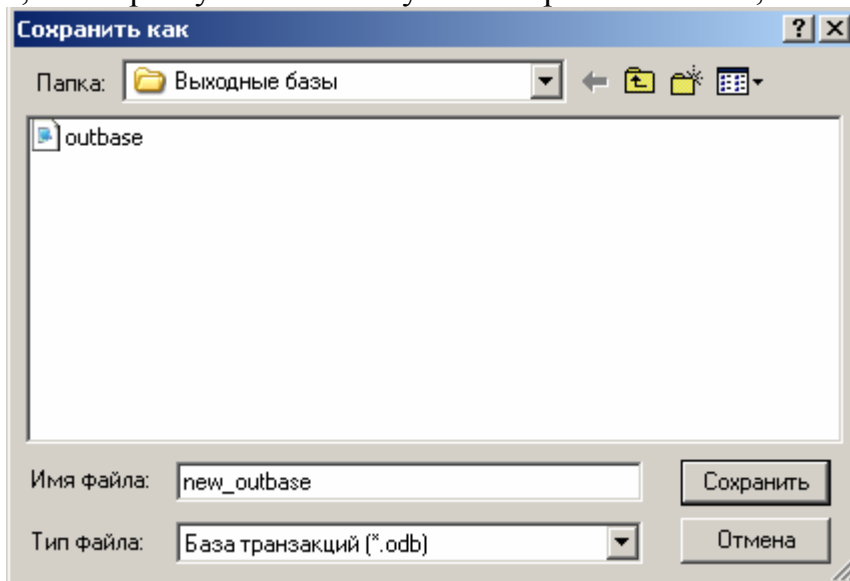 Сохранить как
Папка: Выходные базы
outbase
Имя файла: new_outbase Сохранить
Тип файла: База транзакций (*.odb) Отмена